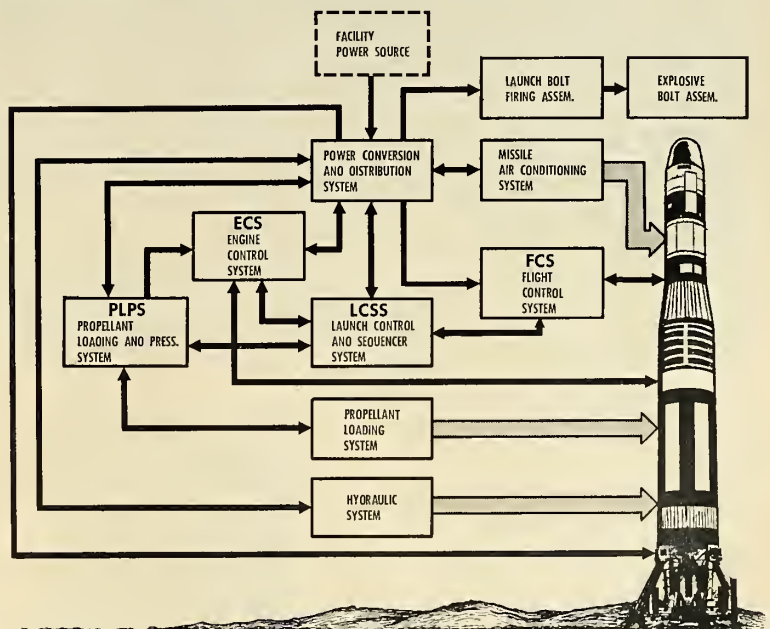 FACILITY
POWER SOURCE
LAUNCH BOLT
FIRING ASSEM.
EXPLOSIVE
BOLT ASSEM.
POWER CONVERSION
AND DISTRIBUTION
SYSTEM
MISSILE
AIR CONDITIONING
SYSTEM
ECS
ENGINE
CONTROL
SYSTEM
FCS
FLIGHT
CONTROL
SYSTEM
PLPS
PROPELLANT
LOADING AND PRESS.
SYSTEM
LCSS
LAUNCH CONTROL
AND SEQUENCER
SYSTEM
PROPELLANT
LOADING
SYSTEM
HYDRAULIC
SYSTEM